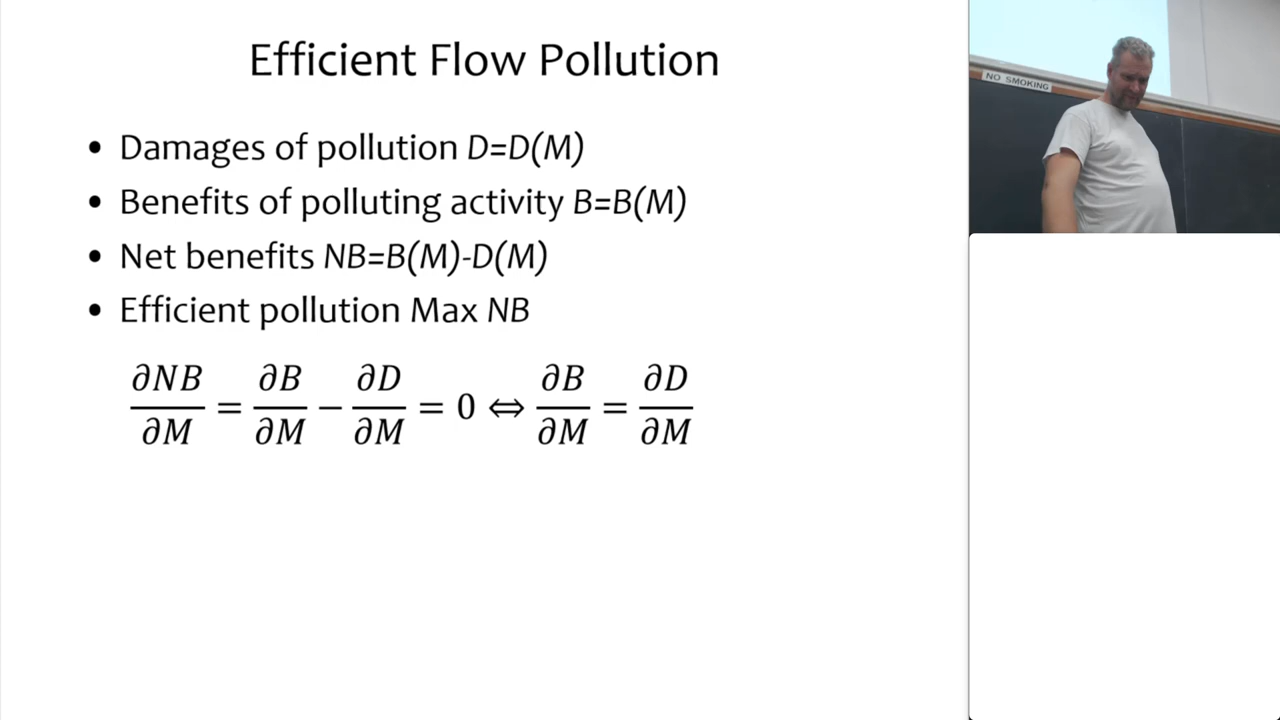 Efficient Flow Pollution
• Damages of pollution D=D(M)
• Benefits of polluting activity B=B(M)
• Net benefits NB=B(M)-D(M)
• Efficient pollution Max NB
∂NB/∂M = ∂B/∂M − ∂D/∂M = 0 ⇔ ∂B/∂M = ∂D/∂M
NO SMOKING